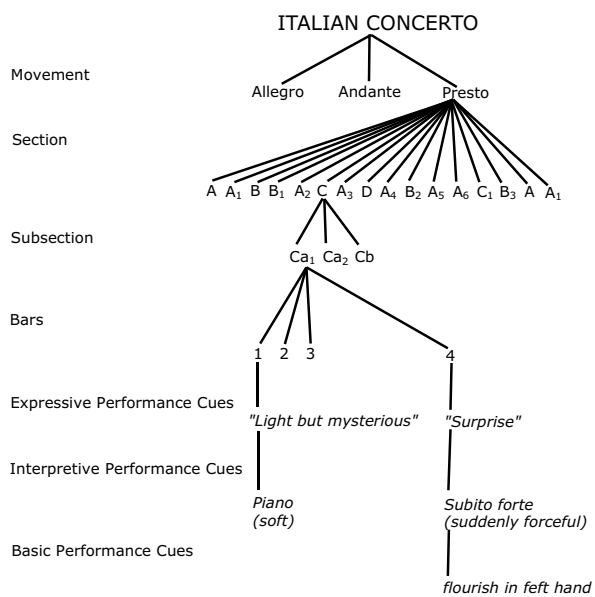 ITALIAN CONCERTO
Movement
Allegro Andante Presto
Section
A A₁ B B₁ A₂ C A₃ D A₄ B₂ A₅ A₆ C₁ B₃ A A₁
Subsection
Ca₁ Ca₂ Cb
Bars
1 2 3 4
Expressive Performance Cues
"Light but mysterious" "Surprise"
Interpretive Performance Cues
Piano Subito forte
(soft) (suddenly forceful)
Basic Performance Cues
flourish in feft hand